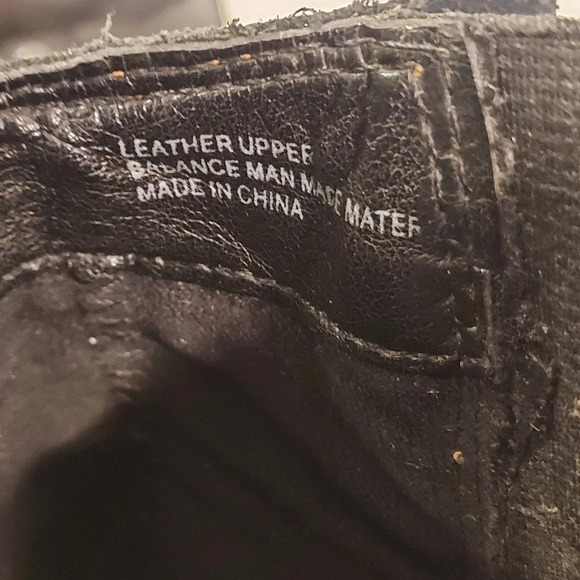 LEATHER UPPER
BALANCE MAN MADE MATER
MADE IN CHINA